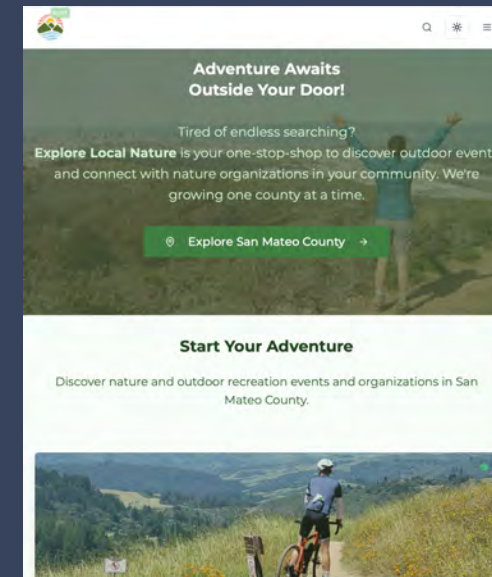 Adventure Awaits
Outside Your Door!
Tired of endless searching?
Explore Local Nature is your one-stop-shop to discover outdoor event
and connect with nature organizations in your community. We're
growing one county at a time.
Explore San Mateo County →
Start Your Adventure
Discover nature and outdoor recreation events and organizations in San
Mateo County.